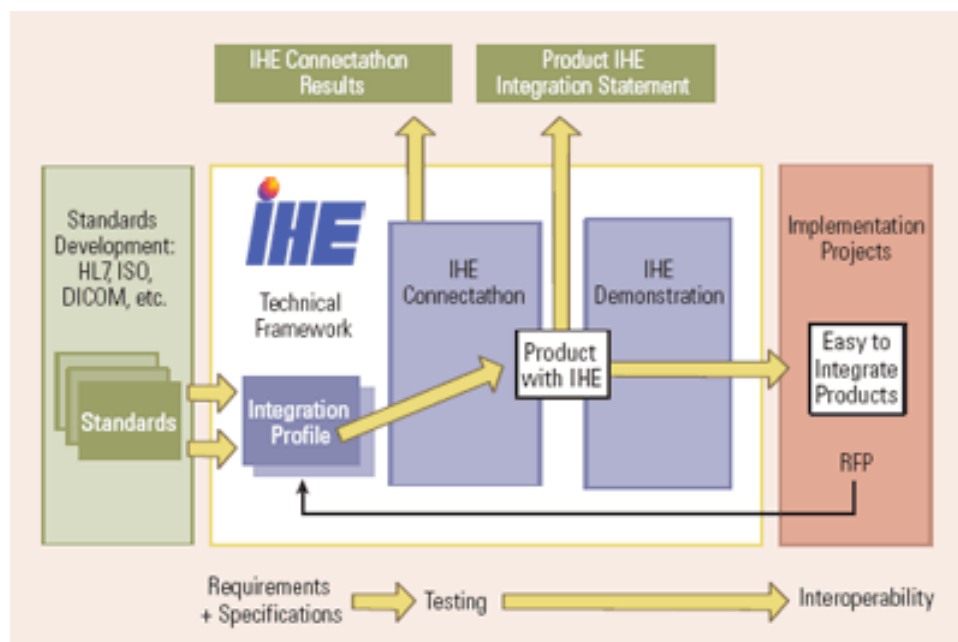 IHE Connectathon
Results
Product IHE
Integration Statement
Standards
Development:
HL7, ISO,
DICOM, etc.
Standards
IHE
Technical
Framework
Integration
Profile
IHE
Connectathon
Product
with IHE
IHE
Demonstration
Implementation
Projects
Easy to
Integrate
Products
RFP
Requirements
+ Specifications
Testing
Interoperability